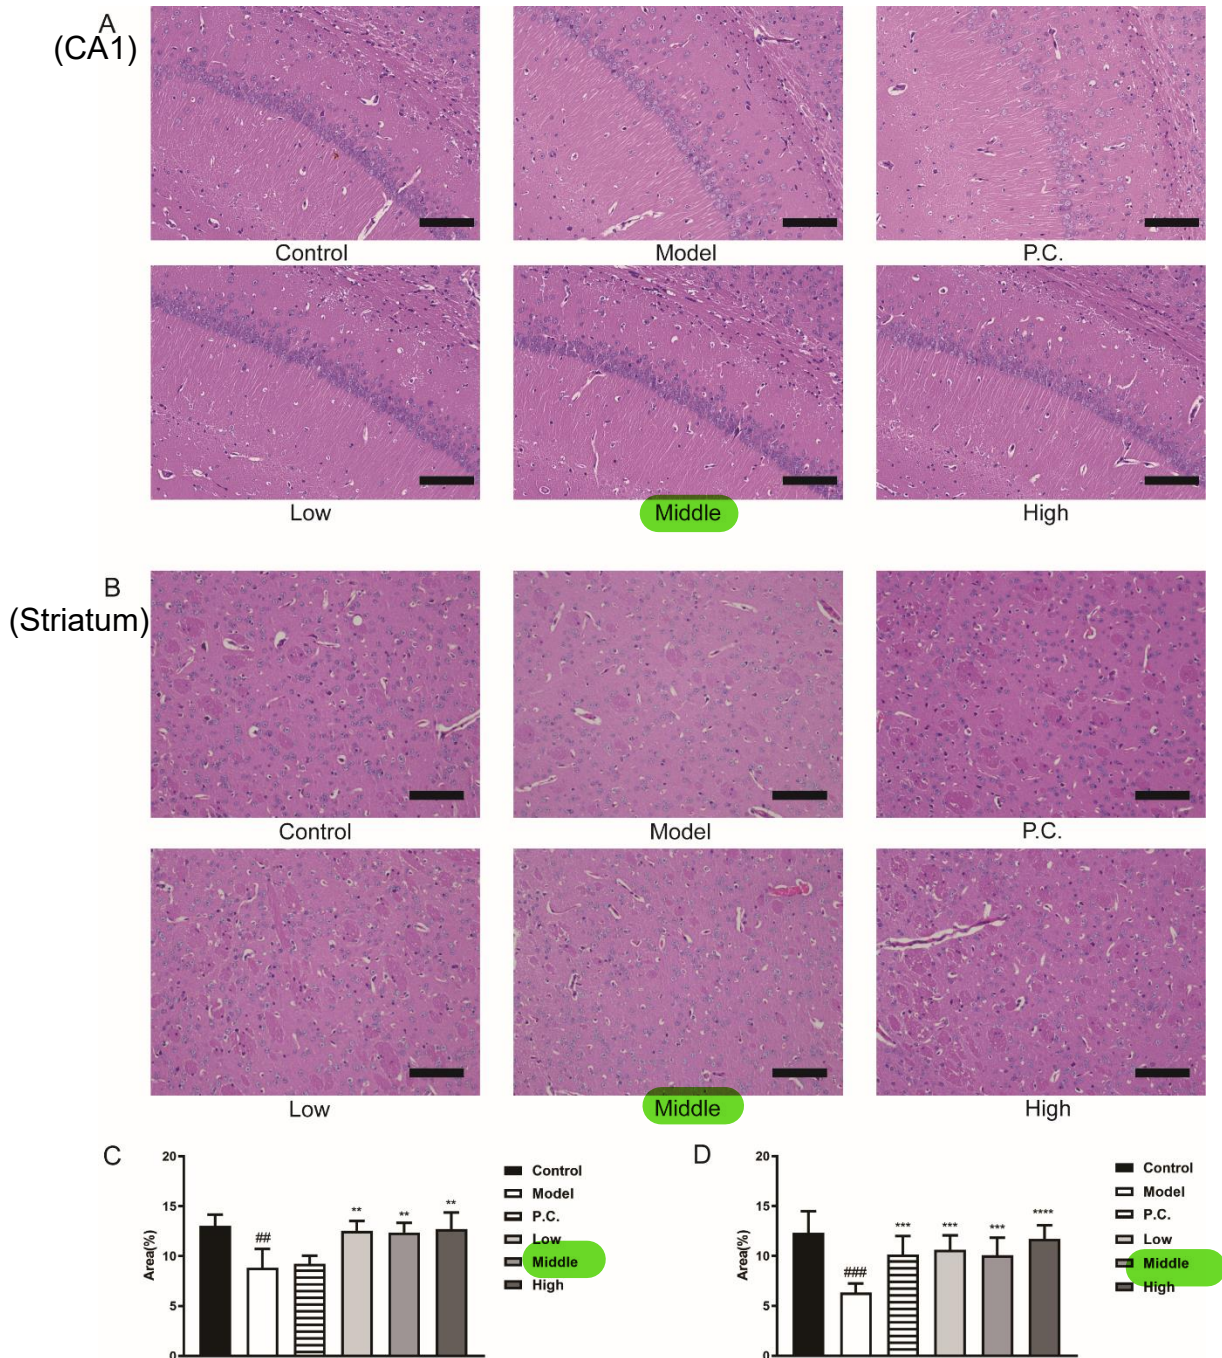 A
(CA1)
Control
Model
P.C.
Low
Middle
High
B
(Striatum)
Control
Model
P.C.
Low
Middle
High
C
20
15
10
5
0
Area(%)
##
**
**
**
Control
Model
P.C.
Low
Middle
High
D
20
15
10
5
0
Area(%)
###
***
***
***
****
Control
Model
P.C.
Low
Middle
High